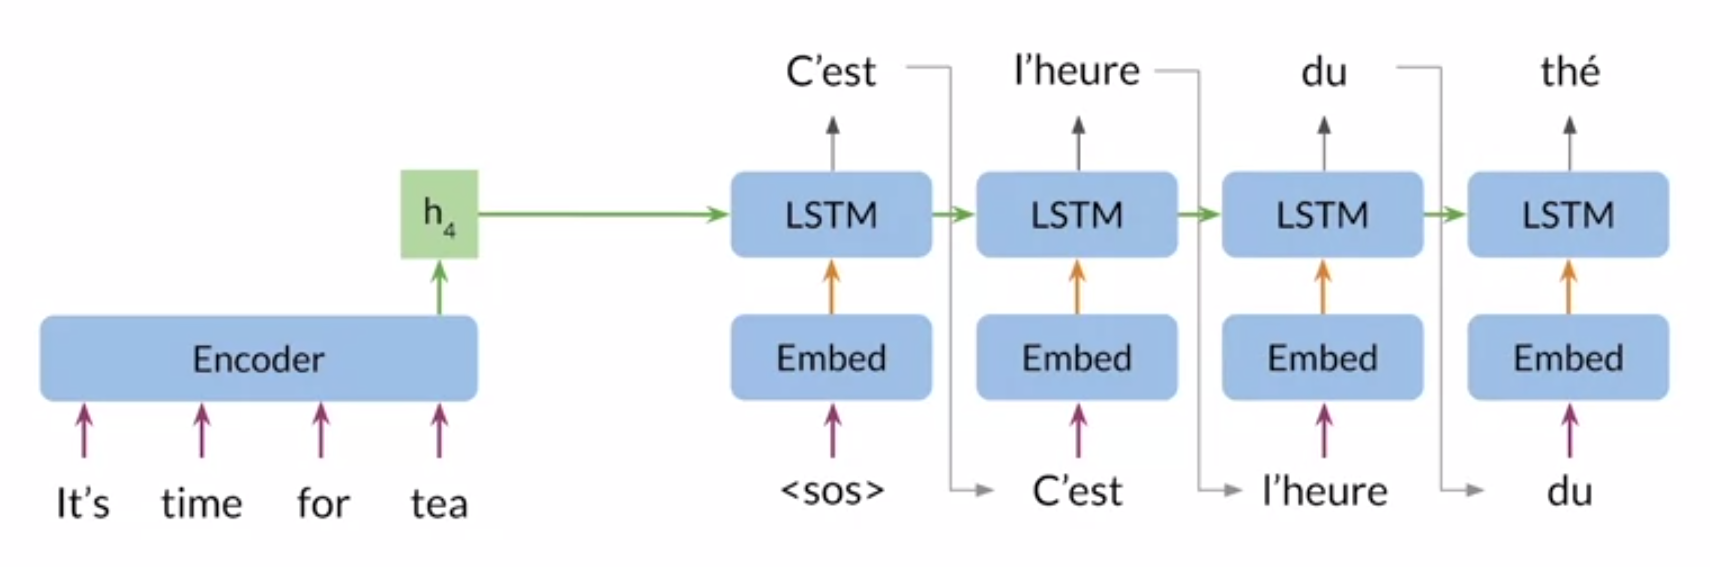 C’est l’heure du thé
h4 LSTM LSTM LSTM LSTM
Encoder Embed Embed Embed Embed
It’s time for tea <sos> C’est l’heure du